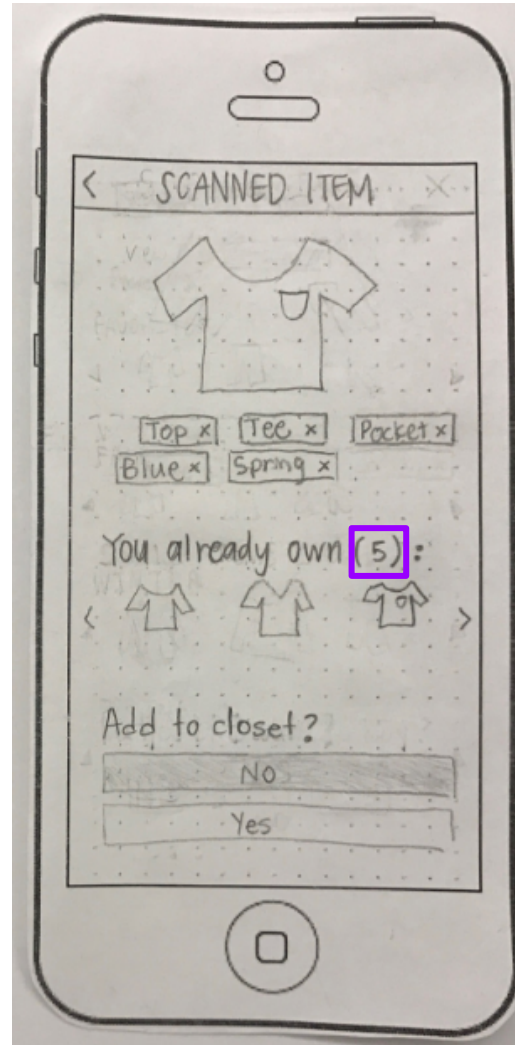 < SCANNED ITEM X
Top x Tee x Pocket x
Blue x Spring x
You already own (5) :
< >
Add to closet?
No
Yes